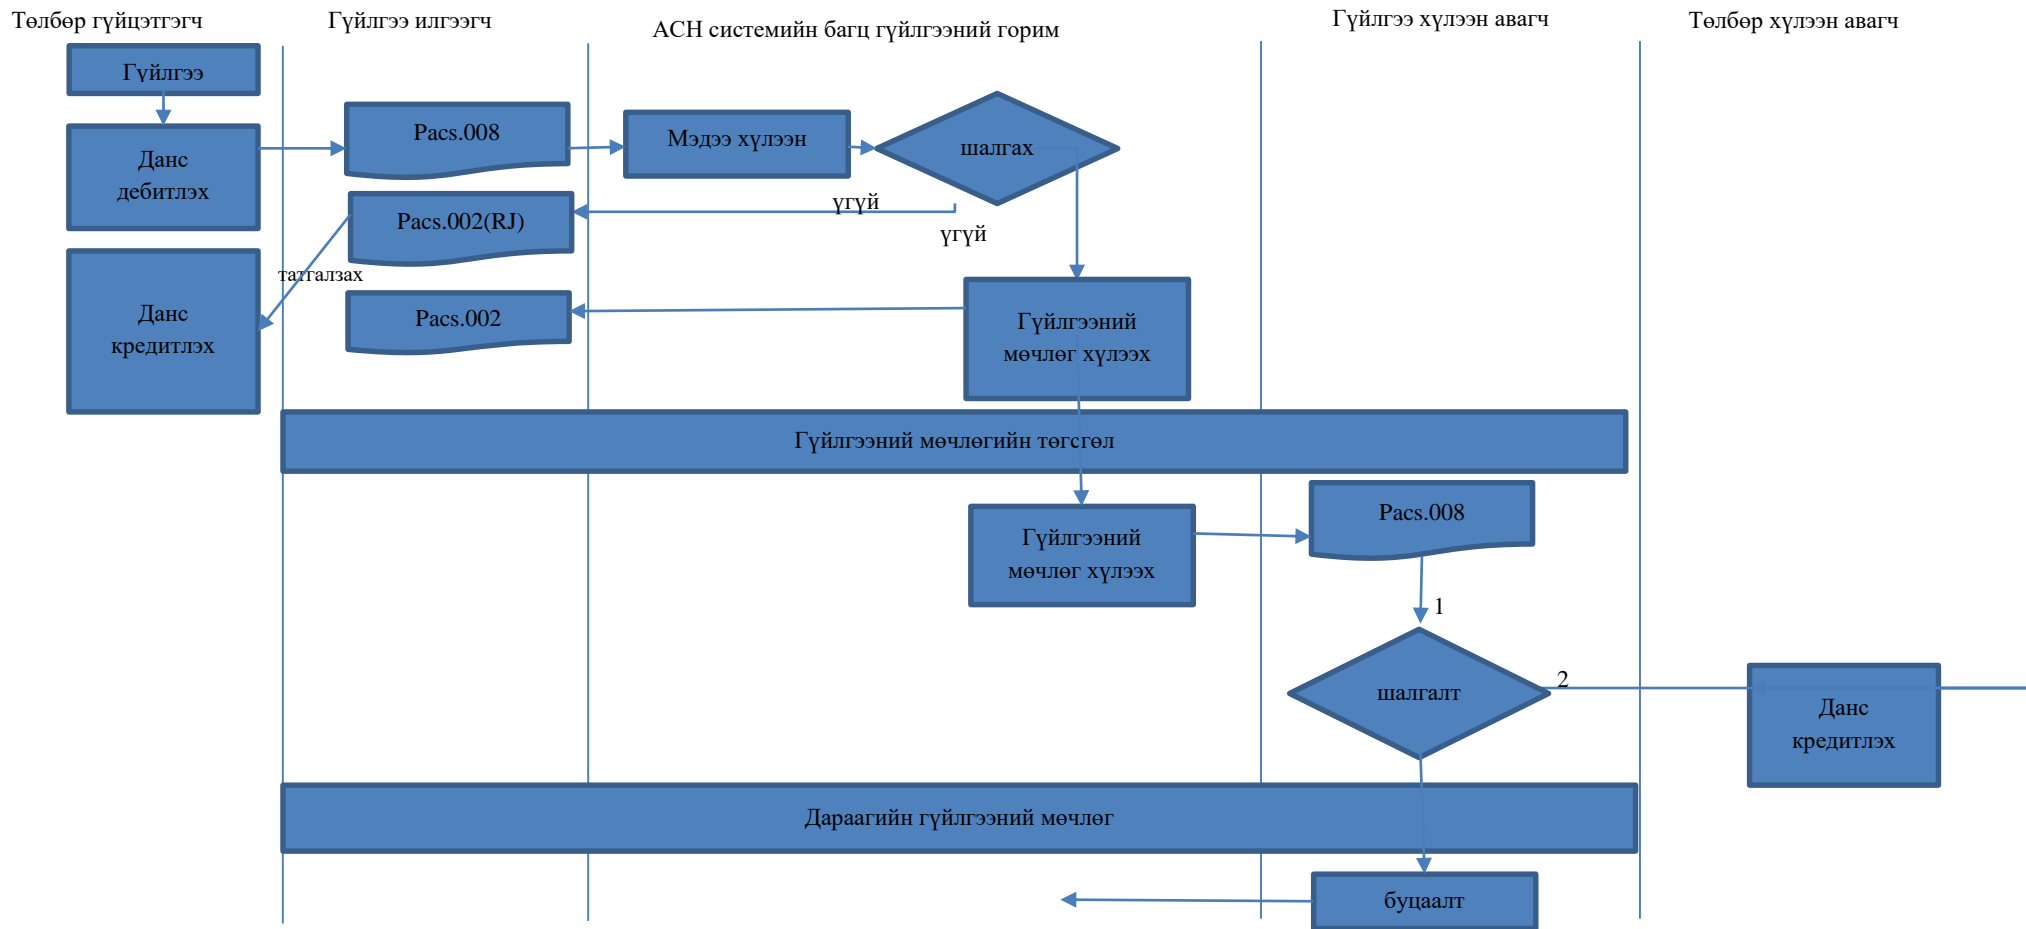 Төлбөр гүйцэтгэгч
Гүйлгээ илгээгч
АСН системийн багц гүйлгээний горим
Гүйлгээ хүлээн авагч
Төлбөр хүлээн авагч
Гүйлгээ
Данс
дебитлэх
Pacs.008
Мэдээ хүлээн
шалгах
үгүй
Pacs.002(RJ)
үгүй
татгалзах
Данс
кредитлэх
Pacs.002
Гүйлгээний
мөчлөг хүлээх
Гүйлгээний мөчлөгийн төгсгөл
Гүйлгээний
мөчлөг хүлээх
Pacs.008
1
шалгалт
2
Данс
кредитлэх
Дараагийн гүйлгээний мөчлөг
буцаалт